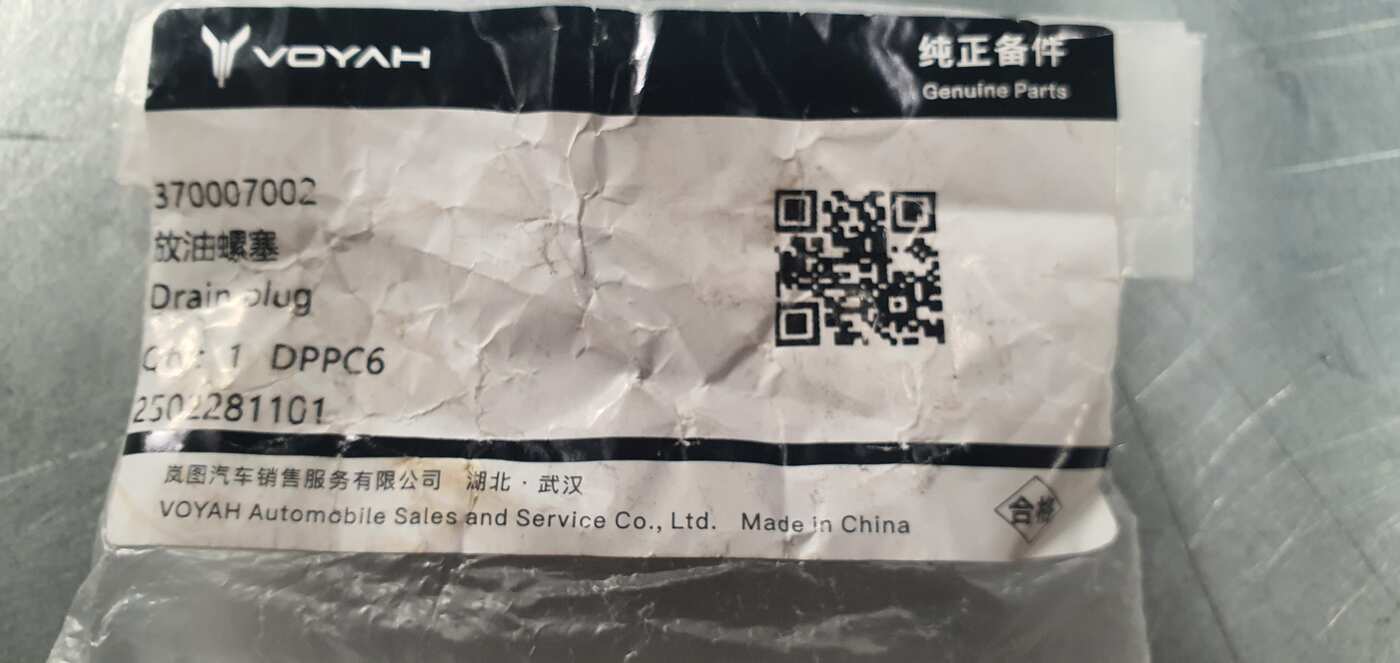 VOYAH
纯正备件
Genuine Parts
370007002
放油螺塞
Drain plug
1 DPPC6
2502281101
岚图汽车销售服务有限公司 湖北·武汉
VOYAH Automobile Sales and Service Co., Ltd. Made in China
合格